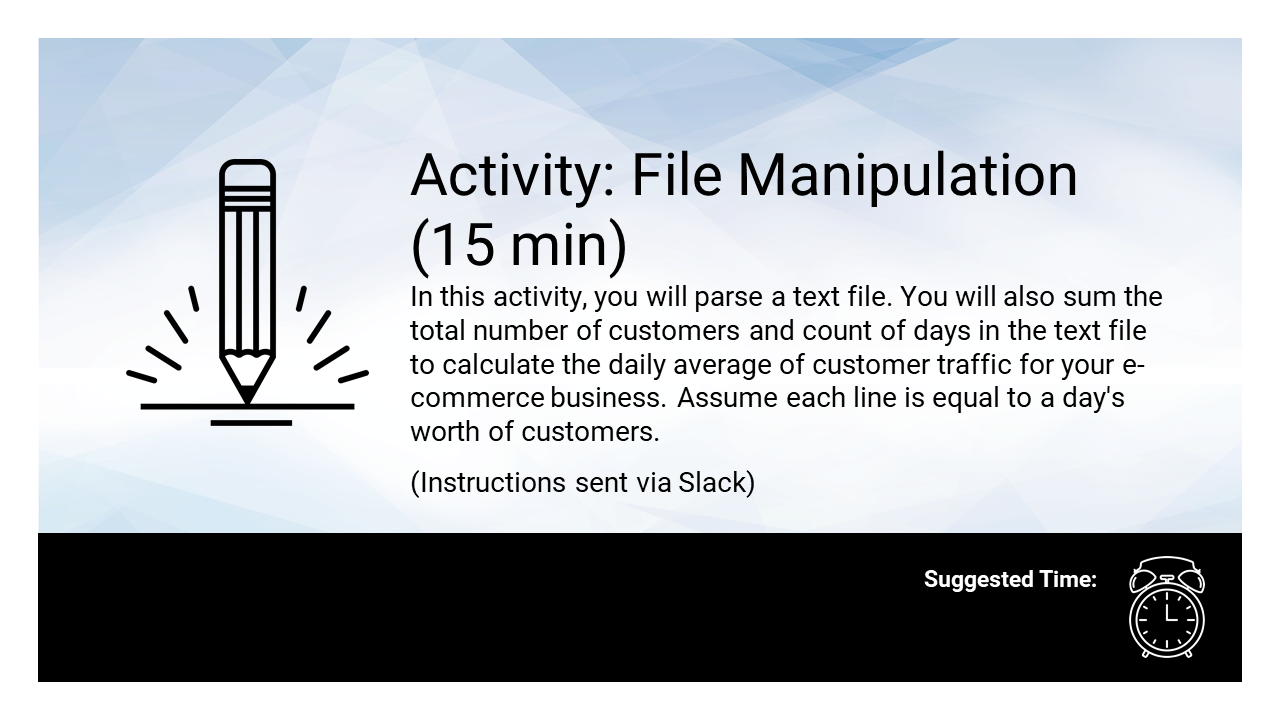 Activity: File Manipulation
(15 min)
In this activity, you will parse a text file. You will also sum the
total number of customers and count of days in the text file
to calculate the daily average of customer traffic for your e-
commerce business. Assume each line is equal to a day's
worth of customers.
(Instructions sent via Slack)
Suggested Time: